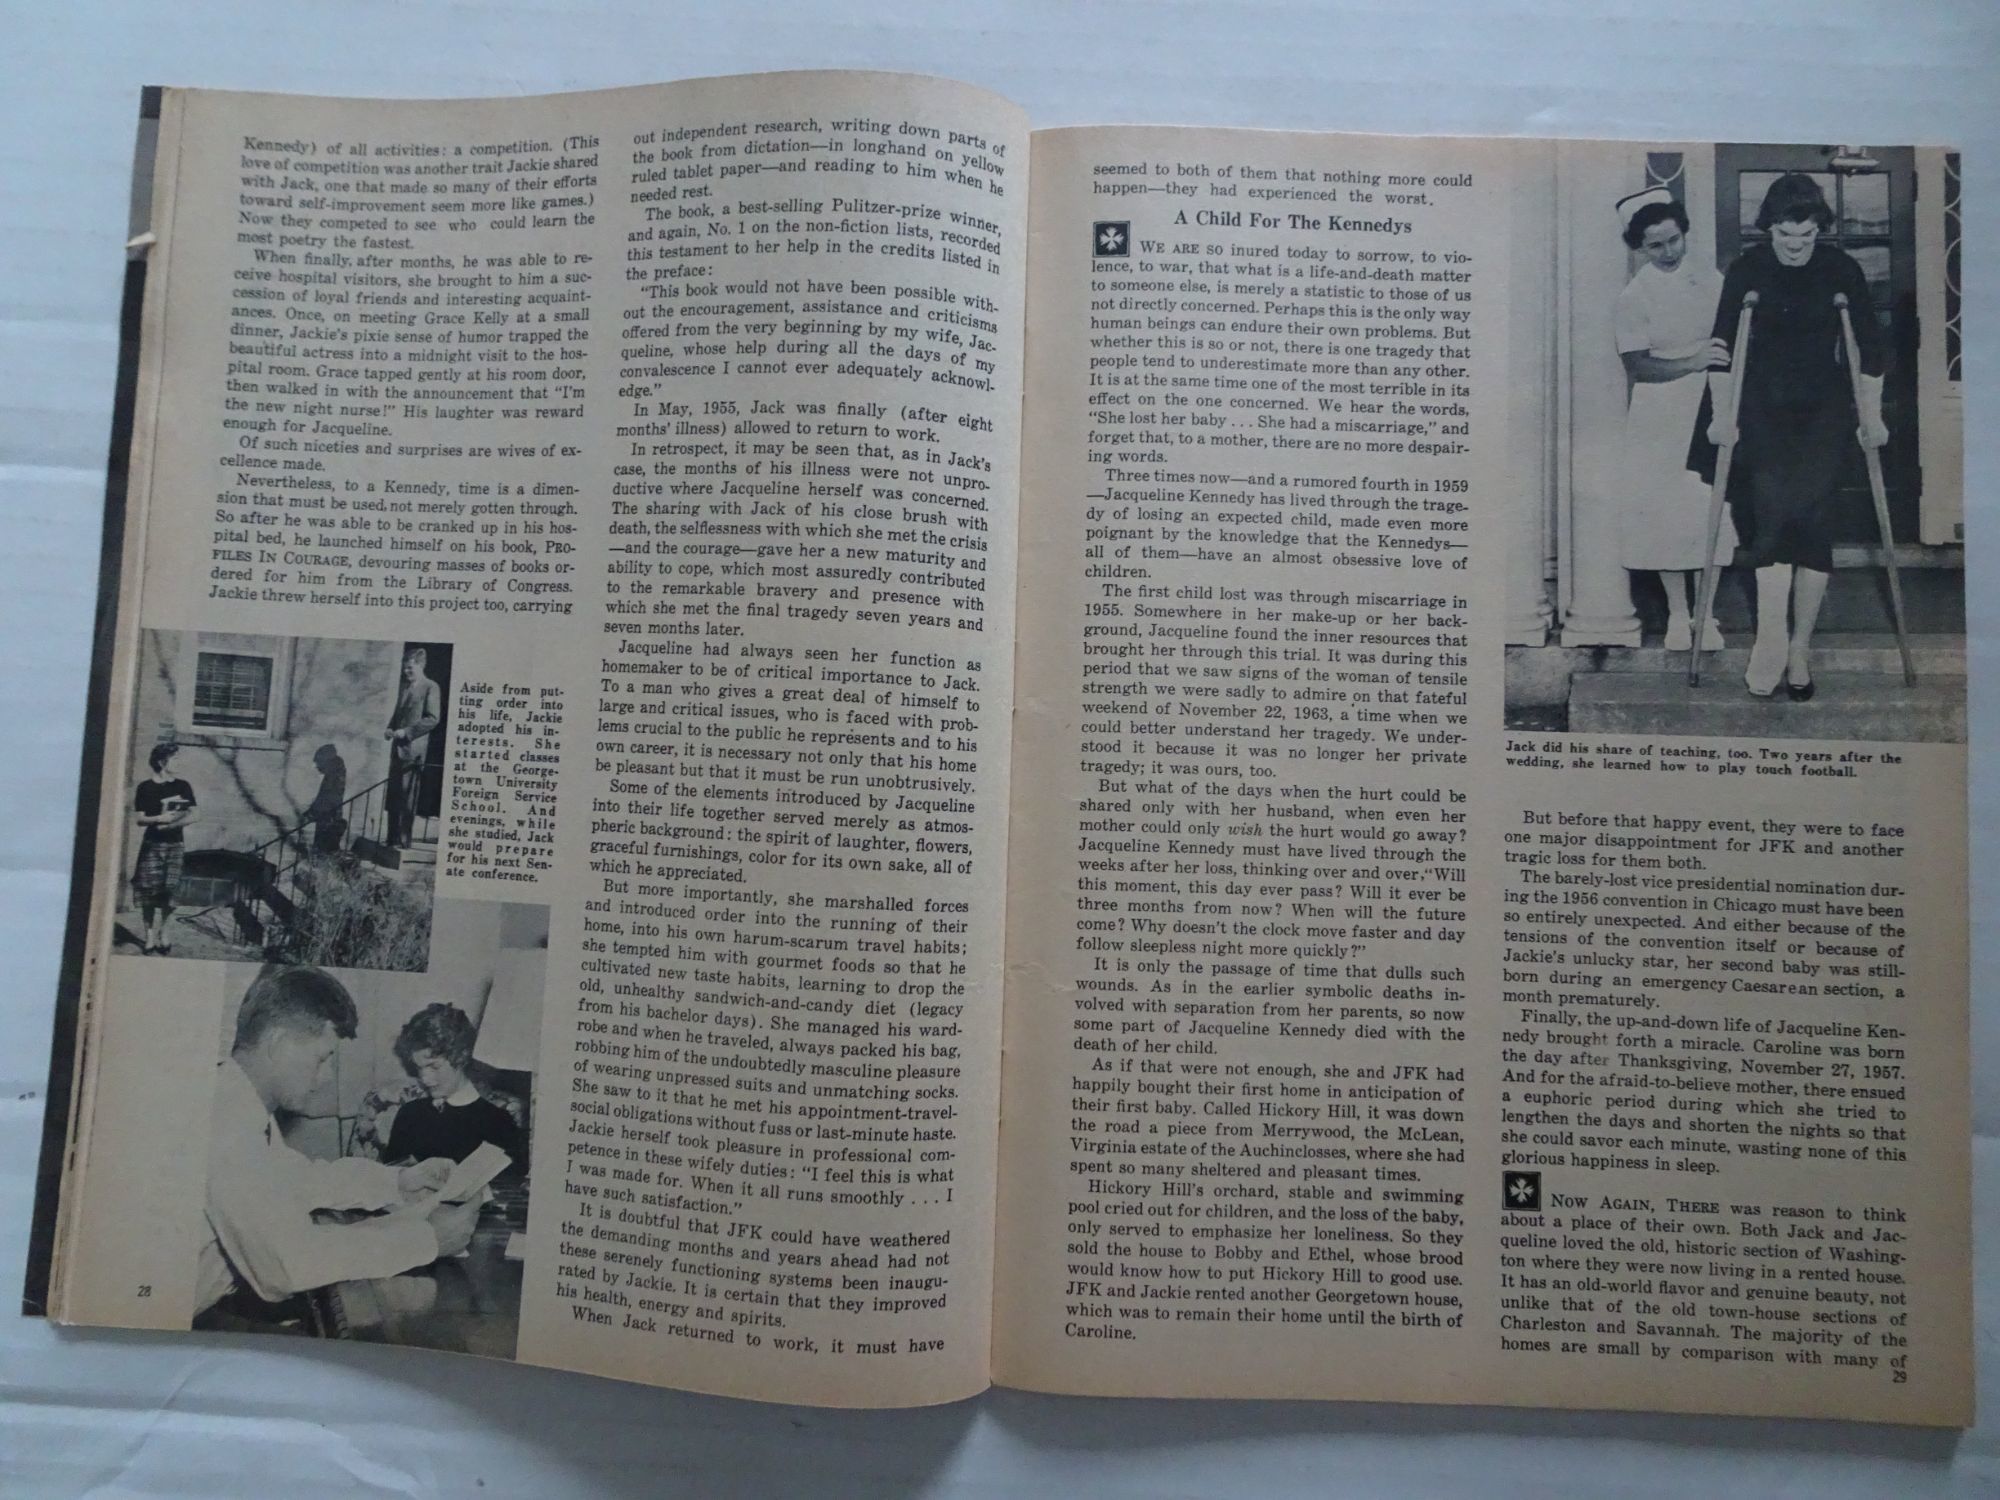 Kennedy) of all activities: a competition. (This
love of competition was another trait Jackie shared
with Jack, one that made so many of their efforts
toward self-improvement seem more like games.)
Now they competed to see who could learn the
most poetry the fastest.
When finally, after months, he was able to re-
ceive hospital visitors, she brought to him a suc-
cession of loyal friends and interesting acquaint-
ances. Once, on meeting Grace Kelly at a small
dinner, Jackie's pixie sense of humor trapped the
beautiful actress into a midnight visit to the hos-
pital room. Grace tapped gently at his room door,
then walked in with the announcement that "I'm
the new night nurse!" His laughter was reward
enough for Jacqueline.
Of such niceties and surprises are wives of ex-
cellence made.
Nevertheless, to a Kennedy, time is a dimen-
sion that must be used, not merely gotten through.
So after he was able to be cranked up in his hos-
pital bed, he launched himself on his book, PRO-
FILES IN COURAGE, devouring masses of books or-
dered for him from the Library of Congress.
Jackie threw herself into this project too, carrying
Aside from put-
ting order into
his life, Jackie
adopted his in-
terests. She
started classes
at the George-
town University
Foreign Service
School. And
evenings, while
she studied, Jack
would prepare
for his next Sen-
ate conference.
28
out independent research, writing down parts of
the book from dictation—in longhand on yellow
ruled tablet paper—and reading to him when he
needed rest.
The book, a best-selling Pulitzer-prize winner,
and again, No. 1 on the non-fiction lists, recorded
this testament to her help in the credits listed in
the preface:
"This book would not have been possible with-
out the encouragement, assistance and criticisms
offered from the very beginning by my wife, Jac-
queline, whose help during all the days of my
convalescence I cannot ever adequately acknowl-
edge."
In May, 1955, Jack was finally (after eight
months' illness) allowed to return to work.
In retrospect, it may be seen that, as in Jack's
case, the months of his illness were not unpro-
ductive where Jacqueline herself was concerned.
The sharing with Jack of his close brush with
death, the selflessness with which she met the crisis
—and the courage—gave her a new maturity and
ability to cope, which most assuredly contributed
to the remarkable bravery and presence with
which she met the final tragedy seven years and
seven months later.
Jacqueline had always seen her function as
homemaker to be of critical importance to Jack.
To a man who gives a great deal of himself to
large and critical issues, who is faced with prob-
lems crucial to the public he represents and to his
own career, it is necessary not only that his home
be pleasant but that it must be run unobtrusively.
Some of the elements introduced by Jacqueline
into their life together served merely as atmos-
pheric background: the spirit of laughter, flowers,
graceful furnishings, color for its own sake, all of
which he appreciated.
But more importantly, she marshalled forces
and introduced order into the running of their
home, into his own harum-scarum travel habits;
she tempted him with gourmet foods so that he
cultivated new taste habits, learning to drop the
old, unhealthy sandwich-and-candy diet (legacy
from his bachelor days). She managed his ward-
robe and when he traveled, always packed his bag,
robbing him of the undoubtedly masculine pleasure
of wearing unpressed suits and unmatching socks.
She saw to it that he met his appointment-travel-
social obligations without fuss or last-minute haste.
Jackie herself took pleasure in professional com-
petence in these wifely duties: "I feel this is what
I was made for. When it all runs smoothly . . . I
have such satisfaction."
It is doubtful that JFK could have weathered
the demanding months and years ahead had not
these serenely functioning systems been inaugu-
rated by Jackie. It is certain that they improved
his health, energy and spirits.
When Jack returned to work, it must have
seemed to both of them that nothing more could
happen—they had experienced the worst.
A Child For The Kennedys
WE ARE so inured today to sorrow, to vio-
lence, to war, that what is a life-and-death matter
to someone else, is merely a statistic to those of us
not directly concerned. Perhaps this is the only way
human beings can endure their own problems. But
whether this is so or not, there is one tragedy that
people tend to underestimate more than any other.
It is at the same time one of the most terrible in its
effect on the one concerned. We hear the words,
"She lost her baby . . . She had a miscarriage," and
forget that, to a mother, there are no more despair-
ing words.
Three times now—and a rumored fourth in 1959
—Jacqueline Kennedy has lived through the trage-
dy of losing an expected child, made even more
poignant by the knowledge that the Kennedys—
all of them—have an almost obsessive love of
children.
The first child lost was through miscarriage in
1955. Somewhere in her make-up or her back-
ground, Jacqueline found the inner resources that
brought her through this trial. It was during this
period that we saw signs of the woman of tensile
strength we were sadly to admire on that fateful
weekend of November 22, 1963, a time when we
could better understand her tragedy. We under-
stood it because it was no longer her private
tragedy; it was ours, too.
But what of the days when the hurt could be
shared only with her husband, when even her
mother could only wish the hurt would go away?
Jacqueline Kennedy must have lived through the
weeks after her loss, thinking over and over, "Will
this moment, this day ever pass? Will it ever be
three months from now? When will the future
come? Why doesn't the clock move faster and day
follow sleepless night more quickly?"
It is only the passage of time that dulls such
wounds. As in the earlier symbolic deaths in-
volved with separation from her parents, so now
some part of Jacqueline Kennedy died with the
death of her child.
As if that were not enough, she and JFK had
happily bought their first home in anticipation of
their first baby. Called Hickory Hill, it was down
the road a piece from Merrywood, the McLean,
Virginia estate of the Auchinclosses, where she had
spent so many sheltered and pleasant times.
Hickory Hill's orchard, stable and swimming
pool cried out for children, and the loss of the baby,
only served to emphasize her loneliness. So they
sold the house to Bobby and Ethel, whose brood
would know how to put Hickory Hill to good use.
JFK and Jackie rented another Georgetown house,
which was to remain their home until the birth of
Caroline.
Jack did his share of teaching, too. Two years after the
wedding, she learned how to play touch football.
But before that happy event, they were to face
one major disappointment for JFK and another
tragic loss for them both.
The barely-lost vice presidential nomination dur-
ing the 1956 convention in Chicago must have been
so entirely unexpected. And either because of the
tensions of the convention itself or because of
Jackie's unlucky star, her second baby was still-
born during an emergency Caesarean section, a
month prematurely.
Finally, the up-and-down life of Jacqueline Ken-
nedy brought forth a miracle. Caroline was born
the day after Thanksgiving, November 27, 1957.
And for the afraid-to-believe mother, there ensued
a euphoric period during which she tried to
lengthen the days and shorten the nights so that
she could savor each minute, wasting none of this
glorious happiness in sleep.
NOW AGAIN, THERE was reason to think
about a place of their own. Both Jack and Jac-
queline loved the old, historic section of Washing-
ton where they were now living in a rented house.
It has an old-world flavor and genuine beauty, not
unlike that of the old town-house sections of
Charleston and Savannah. The majority of the
homes are small by comparison with many of
29